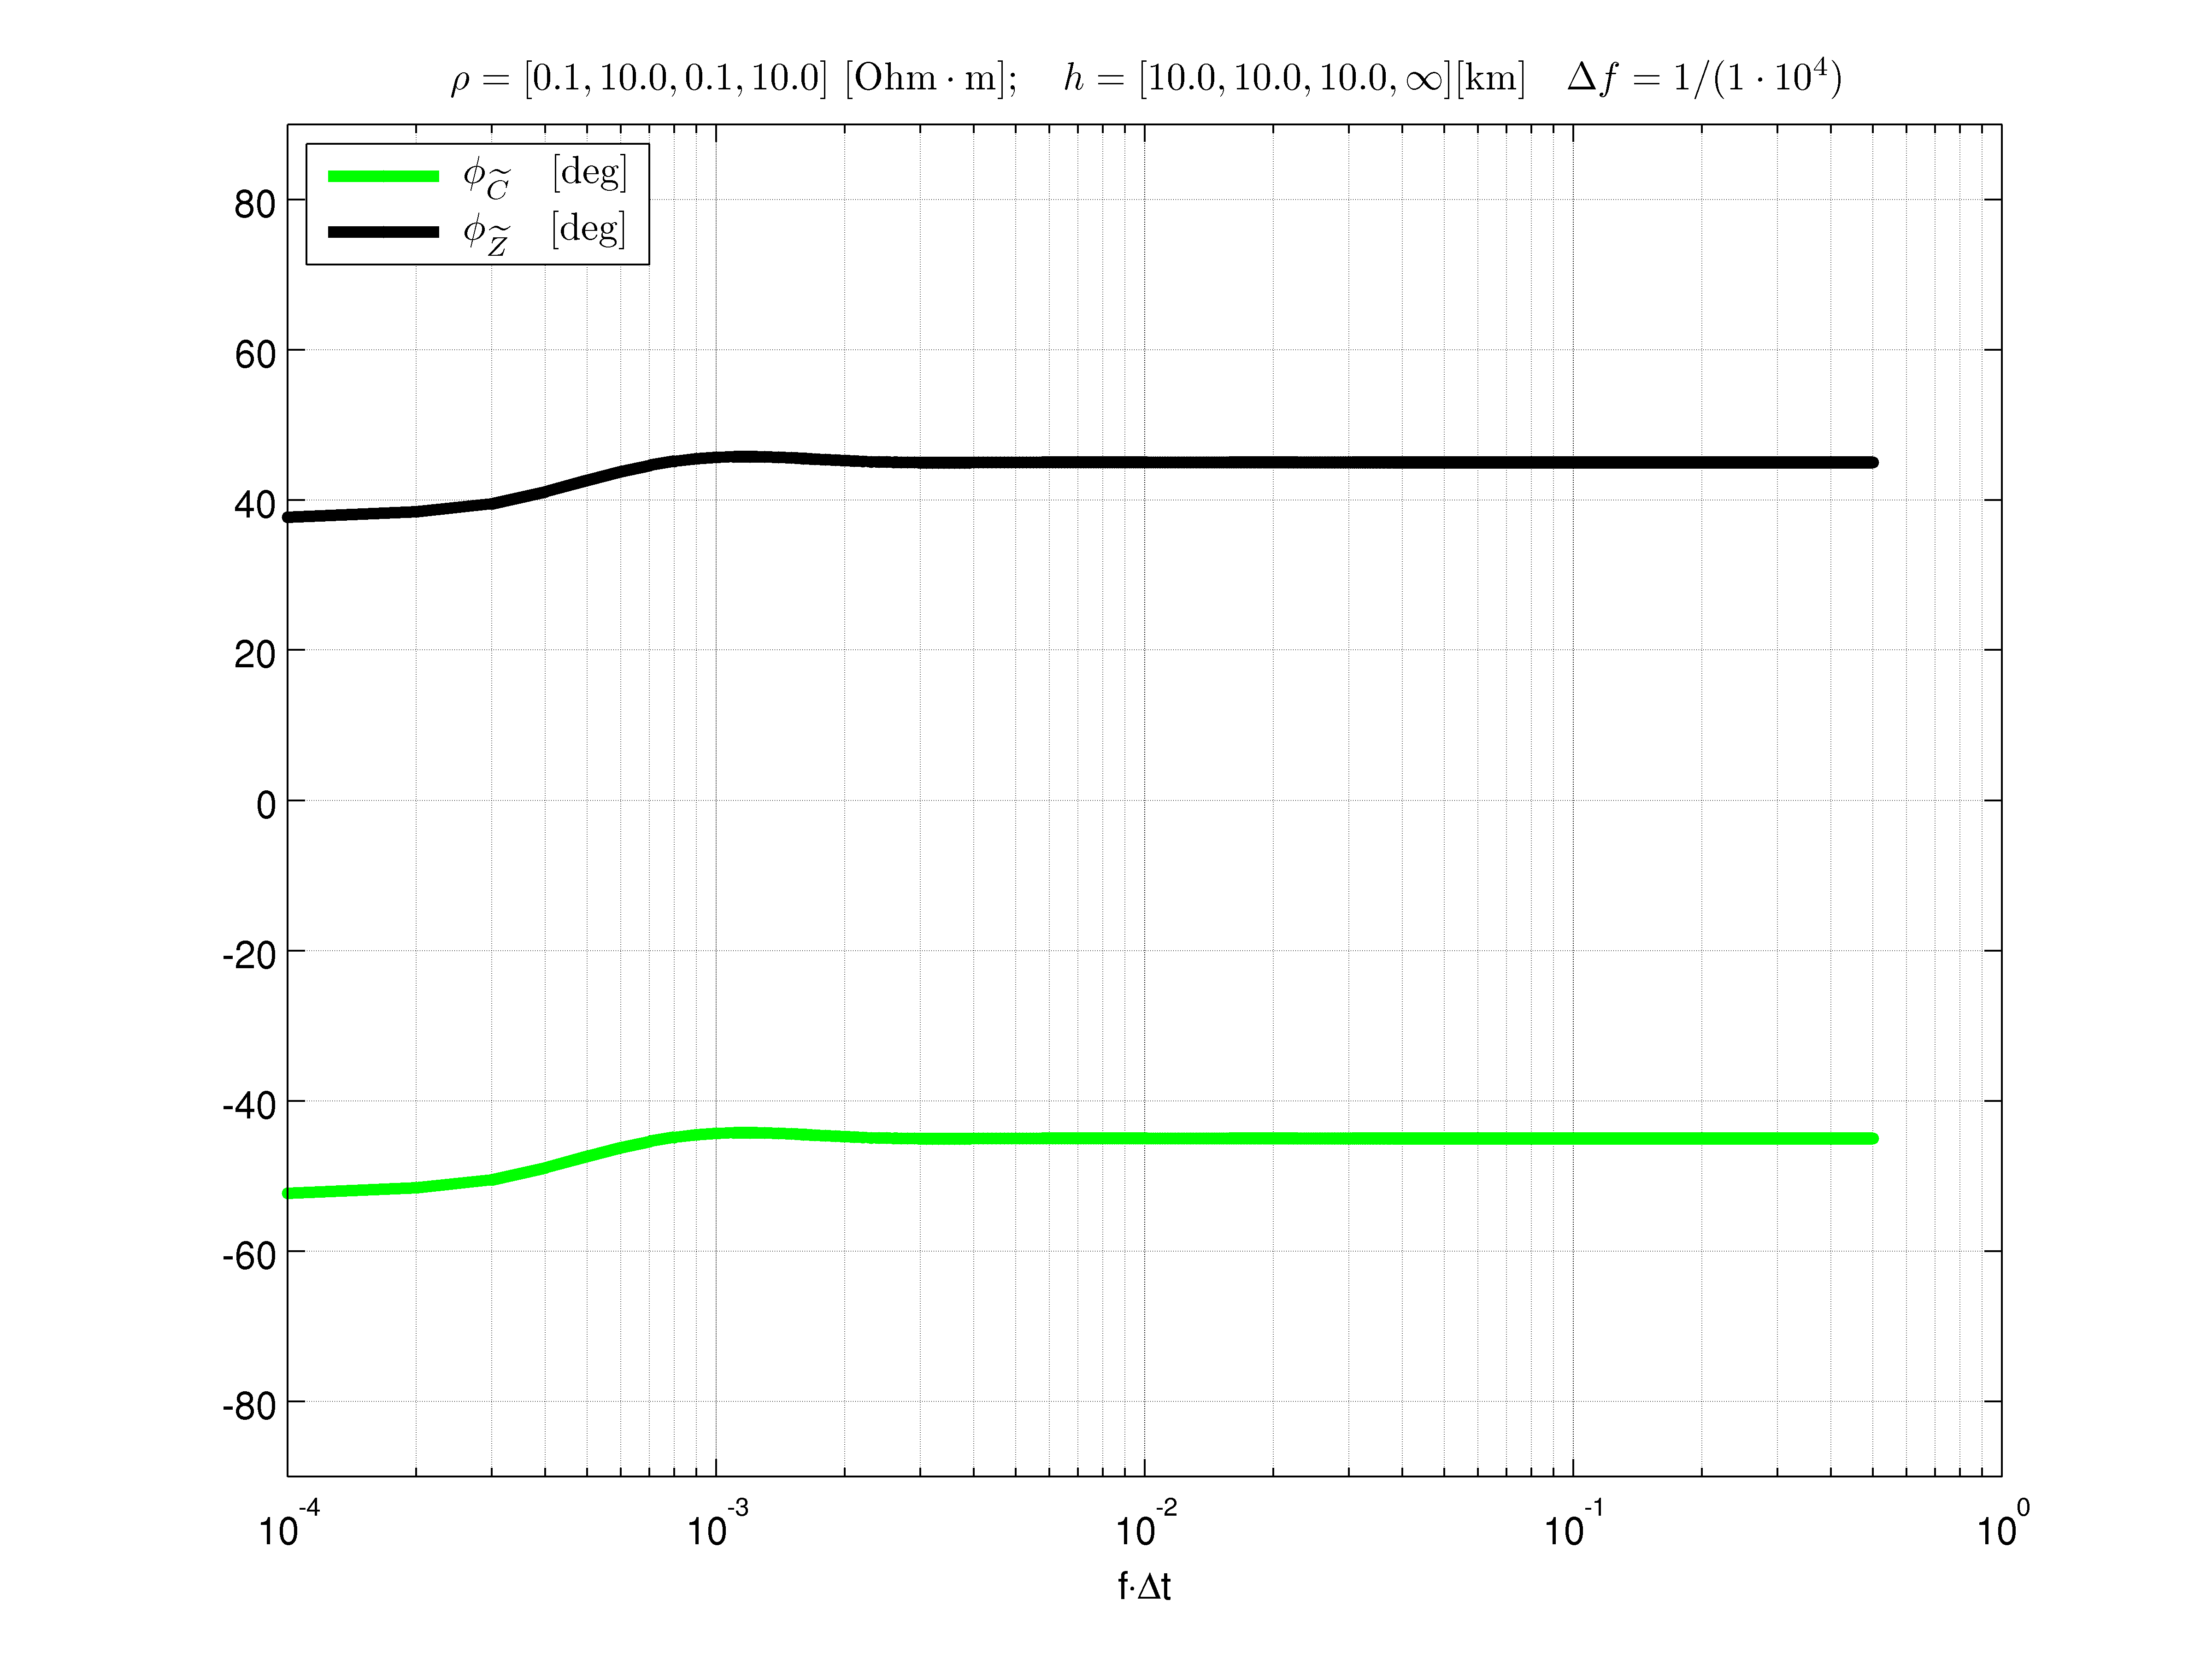 ρ = [0.1, 10.0, 0.1, 10.0] [Ohm · m];  h = [10.0, 10.0, 10.0, ∞][km]  Δf = 1/(1 · 10⁴)
ϕ_C̃ [deg]
ϕ_Z̃ [deg]
80
60
40
20
0
-20
-40
-60
-80
10⁻⁴ 10⁻³ 10⁻² 10⁻¹ 10⁰
f·Δt